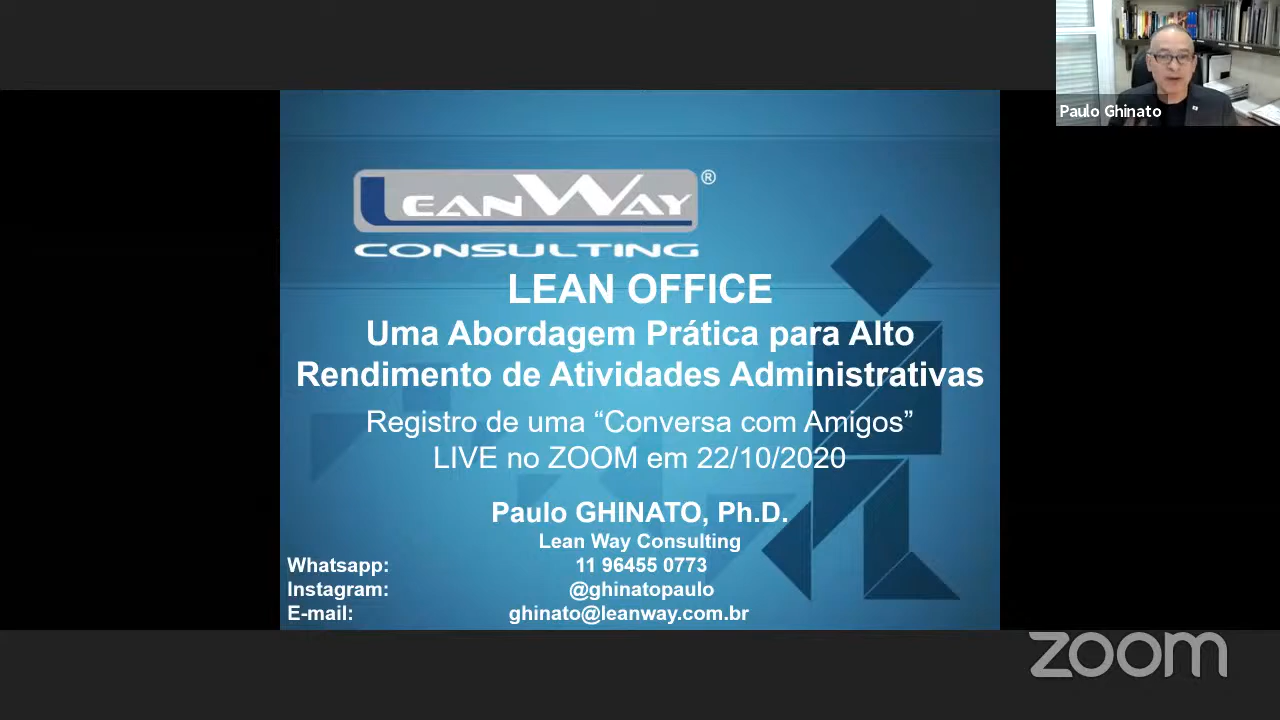 Paulo Ghinato
LEANWAY ®
CONSULTING
LEAN OFFICE
Uma Abordagem Prática para Alto
Rendimento de Atividades Administrativas
Registro de uma “Conversa com Amigos”
LIVE no ZOOM em 22/10/2020
Paulo GHINATO, Ph.D.
Lean Way Consulting
Whatsapp: 11 96455 0773
Instagram: @ghinatopaulo
E-mail: ghinato@leanway.com.br
zoom